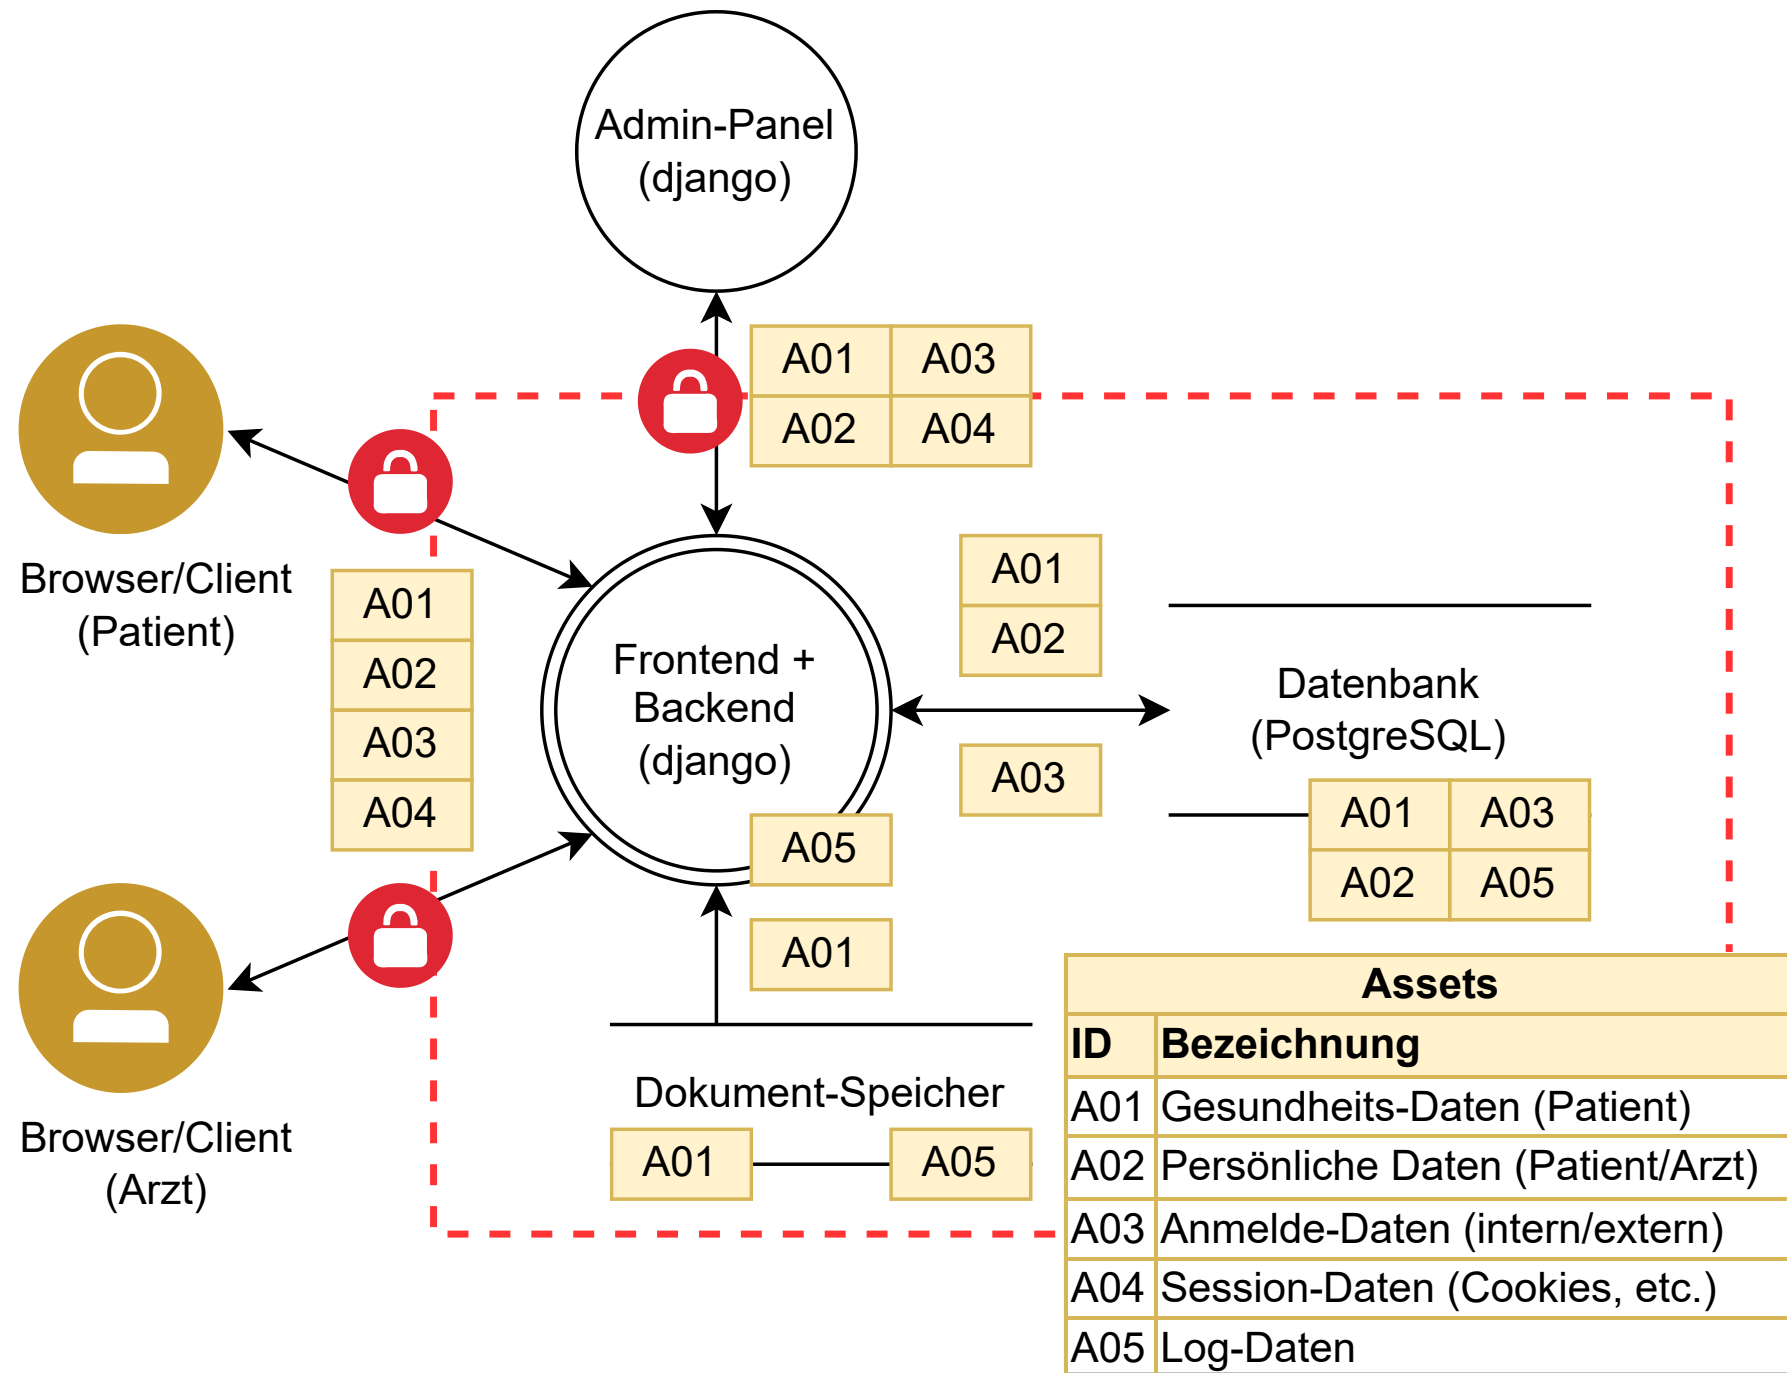 Admin-Panel
(django)
A01 A03
A02 A04
Browser/Client
(Patient)
A01
A02
A03
A04
Frontend +
Backend
(django)
A05
A01
A02
A03
Datenbank
(PostgreSQL)
A01 A03
A02 A05
A01
Dokument-Speicher
A01 A05
Browser/Client
(Arzt)
Assets
ID Bezeichnung
A01 Gesundheits-Daten (Patient)
A02 Persönliche Daten (Patient/Arzt)
A03 Anmelde-Daten (intern/extern)
A04 Session-Daten (Cookies, etc.)
A05 Log-Daten